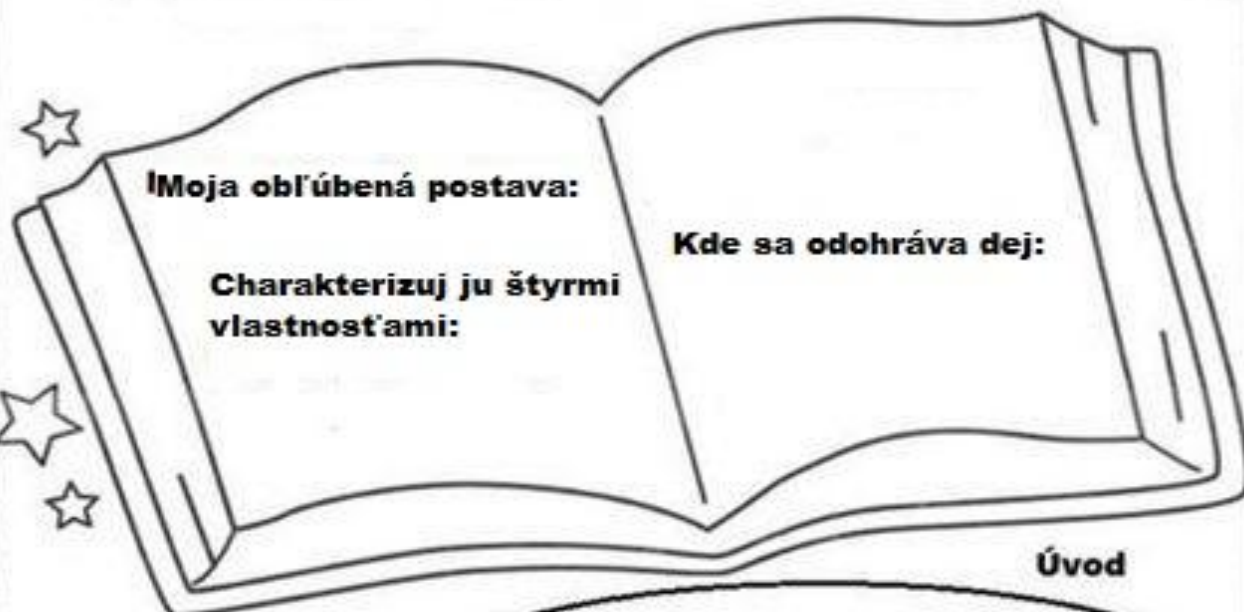 Moja obľúbená postava:
Charakterizuj ju štyrmi
vlastnosťami:
Kde sa odohráva dej:
Úvod